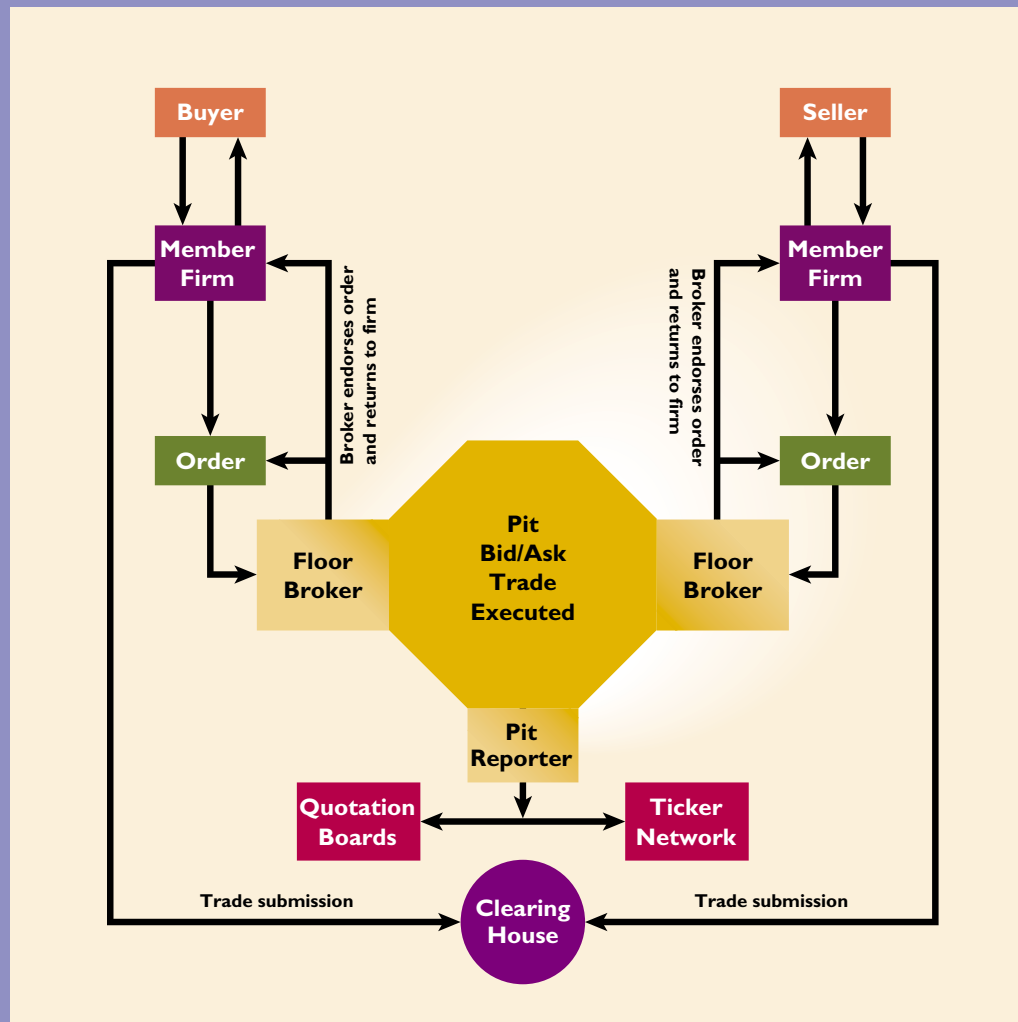 Buyer
Seller
Member
Firm
Member
Firm
Broker endorses order
and returns to firm
Broker endorses order
and returns to firm
Order
Order
Floor
Broker
Pit
Bid/Ask
Trade
Executed
Floor
Broker
Pit
Reporter
Quotation
Boards
Ticker
Network
Trade submission
Clearing
House
Trade submission